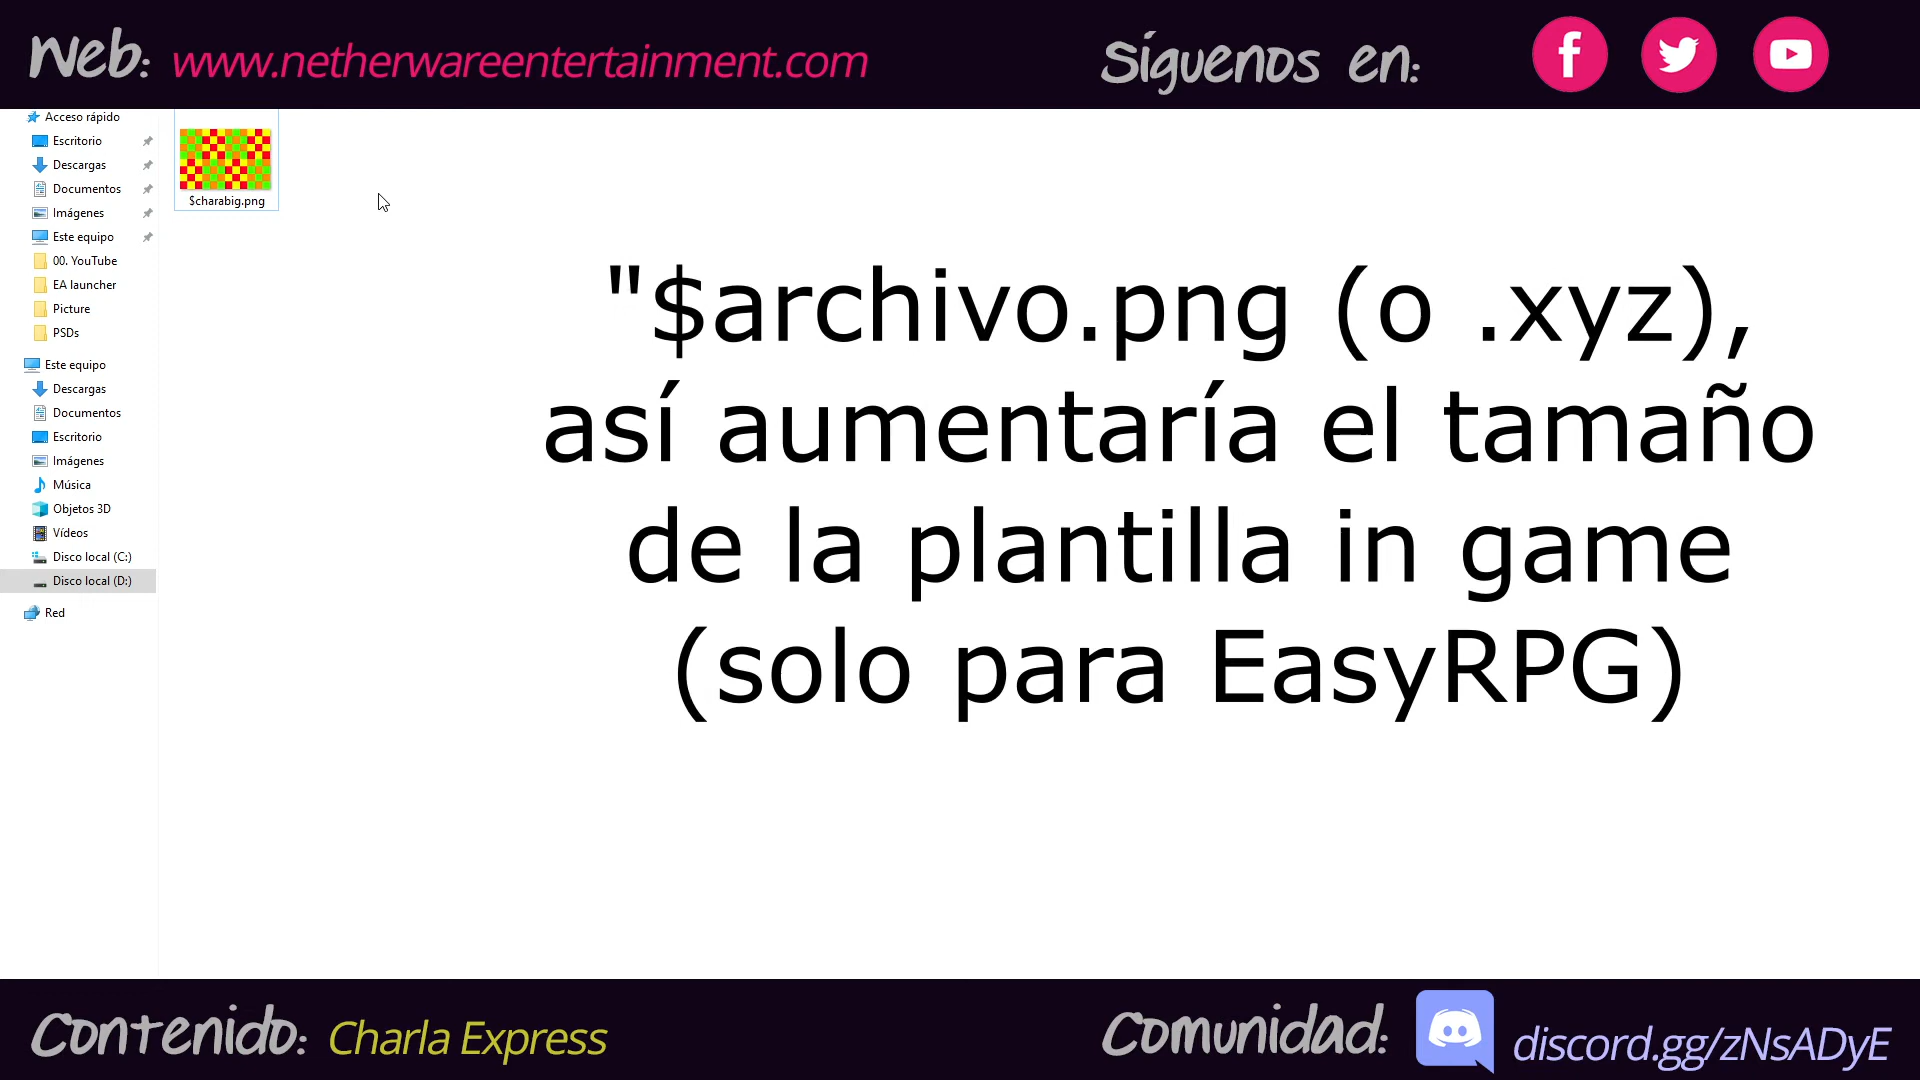 Web: www.netherwareentertainment.com
Síguenos en:
Acceso rápido
Escritorio
Descargas
Documentos
Imágenes
Este equipo
00. YouTube
EA launcher
Picture
PSDs
Este equipo
Descargas
Documentos
Escritorio
Imágenes
Música
Objetos 3D
Vídeos
Disco local (C:)
Disco local (D:)
Red
$charabig.png
"$archivo.png (o .xyz),
así aumentaría el tamaño
de la plantilla in game
(solo para EasyRPG)
Contenido: Charla Express
Comunidad: discord.gg/zNsADyE